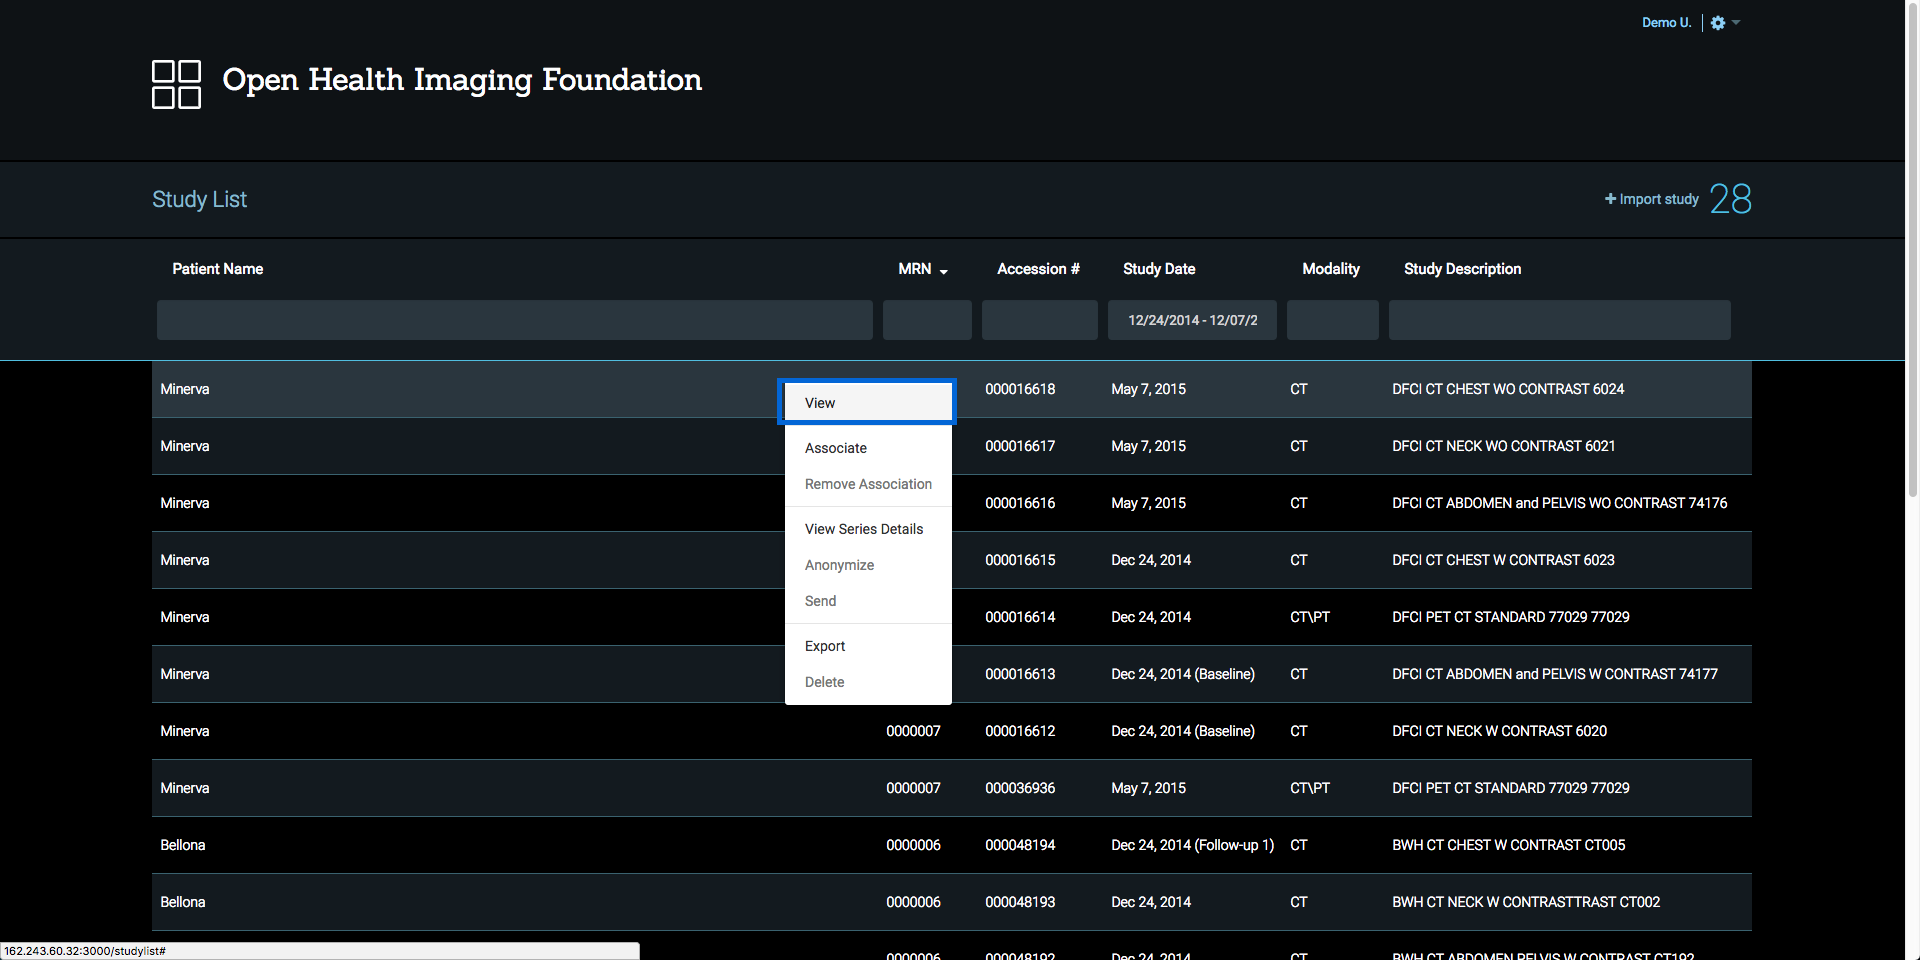 Demo U.
Open Health Imaging Foundation
Study List
Import study 28
Patient Name MRN Accession # Study Date Modality Study Description
12/24/2014 - 12/07/2
Minerva 000016618 May 7, 2015 CT DFCI CT CHEST WO CONTRAST 6024
View
Minerva 000016617 May 7, 2015 CT DFCI CT NECK WO CONTRAST 6021
Associate
Remove Association
Minerva 000016616 May 7, 2015 CT DFCI CT ABDOMEN and PELVIS WO CONTRAST 74176
View Series Details
Minerva 000016615 Dec 24, 2014 CT DFCI CT CHEST W CONTRAST 6023
Anonymize
Send
Minerva 000016614 Dec 24, 2014 CT\PT DFCI PET CT STANDARD 77029 77029
Export
Minerva 000016613 Dec 24, 2014 (Baseline) CT DFCI CT ABDOMEN and PELVIS W CONTRAST 74177
Delete
Minerva 0000007 000016612 Dec 24, 2014 (Baseline) CT DFCI CT NECK W CONTRAST 6020
Minerva 0000007 000036936 May 7, 2015 CT\PT DFCI PET CT STANDARD 77029 77029
Bellona 0000006 000048194 Dec 24, 2014 (Follow-up 1) CT BWH CT CHEST W CONTRAST CT005
Bellona 0000006 000048193 Dec 24, 2014 CT BWH CT NECK W CONTRASTTRAST CT002
0000006 000048192 Dec 24, 2014 CT BWH CT ABDOMEN PELVIS W CONTRAST CT192
162.243.60.32:3000/studylist#